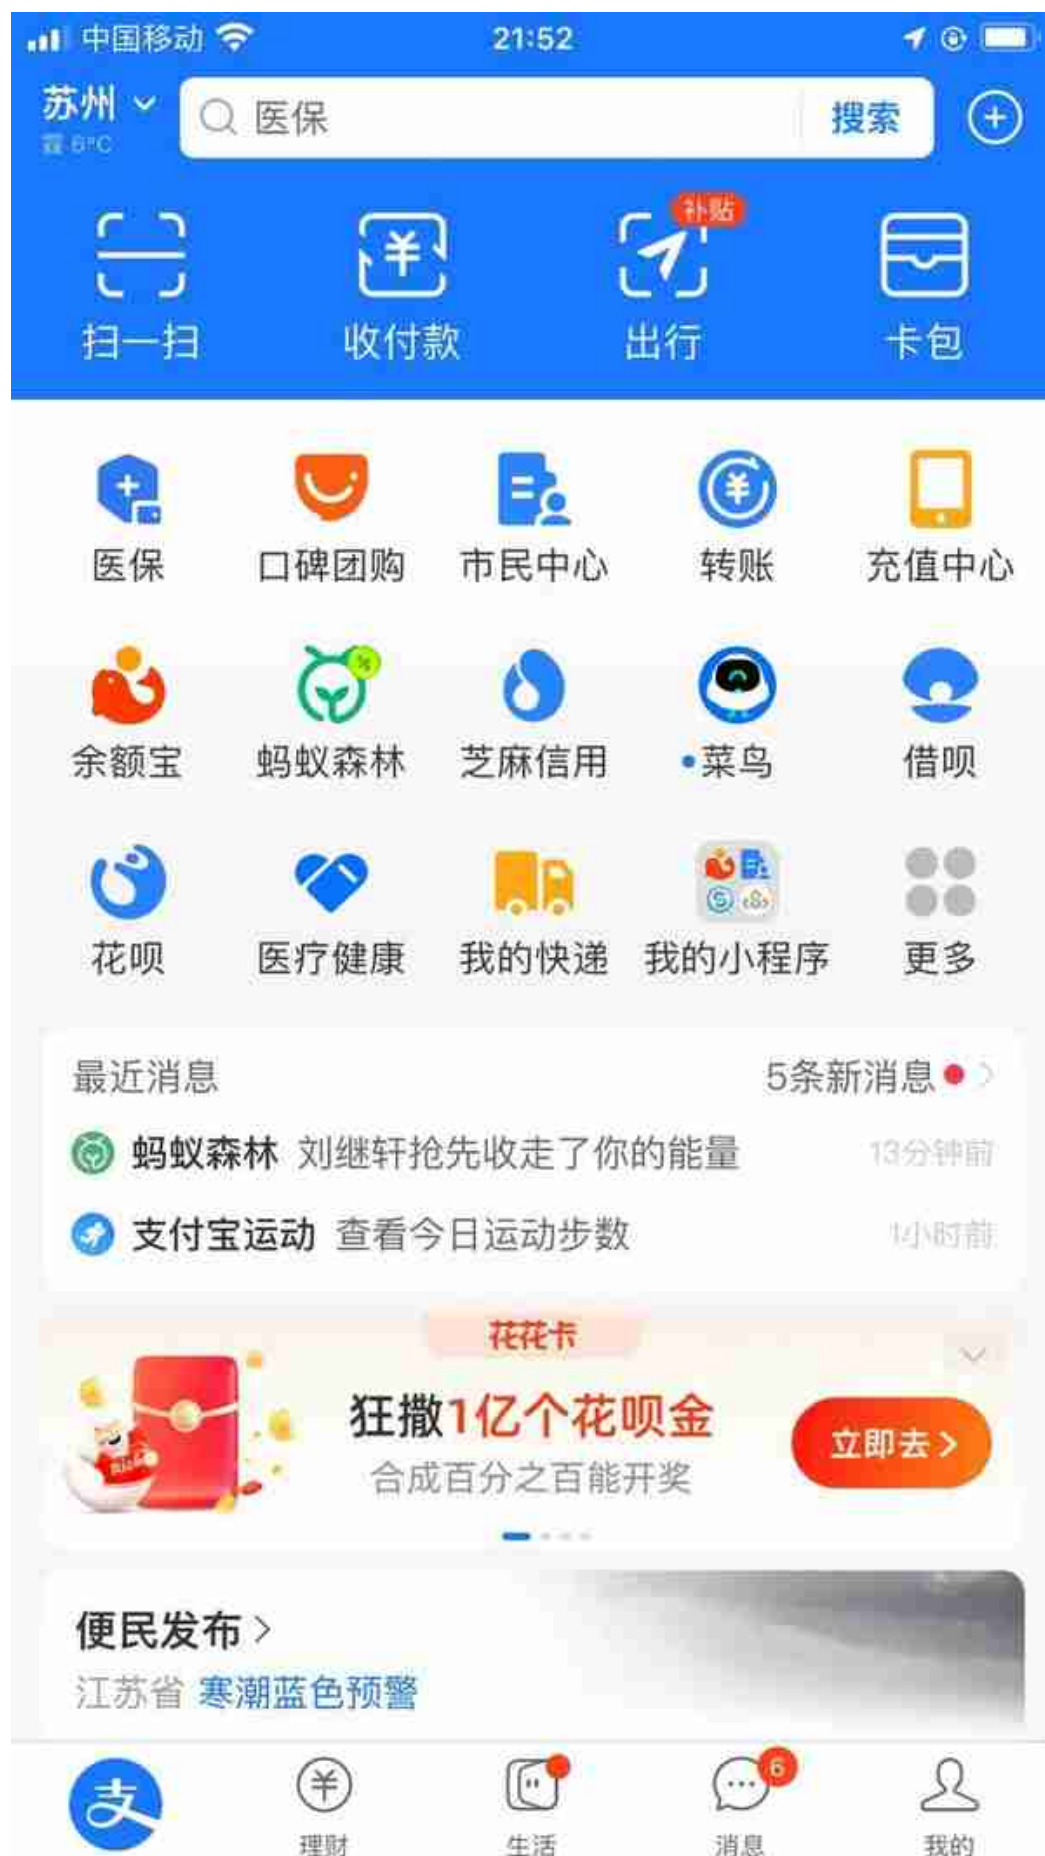 中国移动 21:52
苏州 医保 搜索
霾 6°C
补贴
扫一扫 收付款 出行 卡包
医保 口碑团购 市民中心 转账 充值中心
余额宝 蚂蚁森林 芝麻信用 菜鸟 借呗
花呗 医疗健康 我的快递 我的小程序 更多
最近消息 5条新消息
蚂蚁森林 刘继轩抢先收走了你的能量 13分钟前
支付宝运动 查看今日运动步数 1小时前
花花卡
狂撒1亿个花呗金
合成百分之百能开奖
立即去
便民发布
江苏省 寒潮蓝色预警
支
6
理财 生活 消息 我的